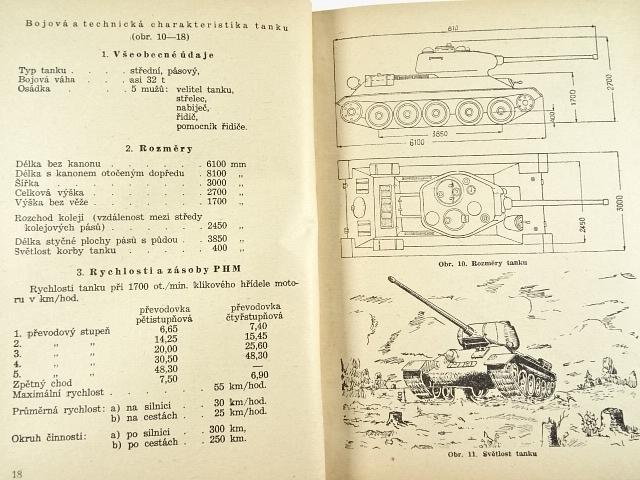 Bojová a technická charakteristika tanku
(obr. 10—18)
1. Všeobecné údaje
Typ tanku . . . . střední, pásový,
Bojová váha . . . asi 32 t
Osádka . . 5 mužů: velitel tanku,
střelec,
nabiječ,
řidič,
pomocník řidiče.
2. Rozměry
Délka bez kanonu . . . . . . 6100 mm
Délka s kanonem otočeným dopředu . 8100 „
Šířka . . . . . . . . 3000 „
Celková výška . . . . . . 2700 „
Výška bez věže . . . . . . 1700 „
Rozchod kolejí (vzdálenost mezi středy
kolejových pásů) . . . . . 2450 „
Délka styčné plochy pásů s půdou . . 3850 „
Světlost korby tanku . . . . . 400 „
3. Rychlosti a zásoby PHM
Rychlosti tanku při 1700 ot./min. klikového hřídele moto-
ru v km/hod.
převodovka převodovka
pětistupňová čtyřstupňová
1. převodový stupeň 6,65 7,40
2. „ „ 14,25 15,45
3. „ „ 20,00 25,60
4. „ „ 30,50 48,30
5. „ „ 48,30 —
Zpětný chod 7,50 6,90
Maximální rychlost . . . . 55 km/hod.
Průměrná rychlost: a) na silnici . . 30 km/hod.
b) na cestách . . 25 km/hod.
Okruh činnosti: a) po silnici . . 300 km,
b) po cestách . . 250 km.
18
810
2700
1700
400
3850
6100
2450
3000
Obr. 10. Rozměry tanku
400
Obr. 11. Světlost tanku